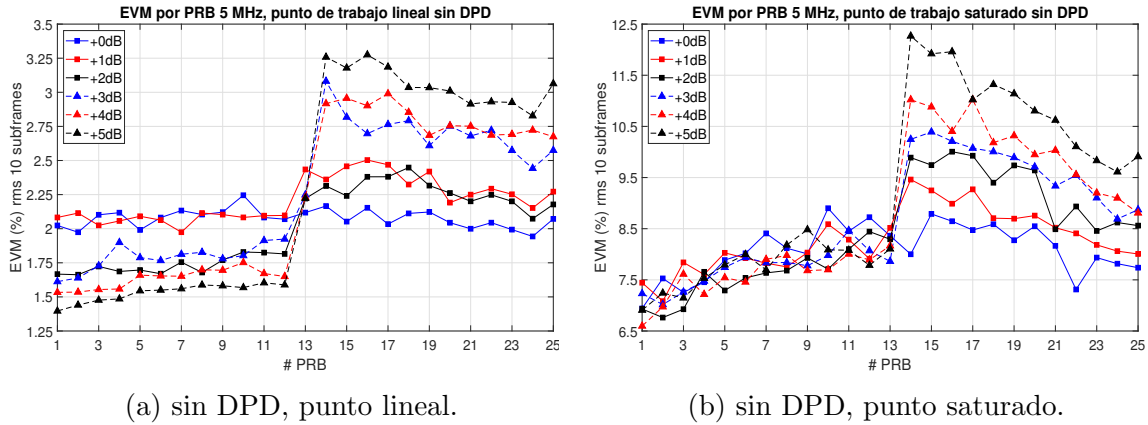 EVM por PRB 5 MHz, punto de trabajo lineal sin DPD
+0dB
+1dB
+2dB
+3dB
+4dB
+5dB
3.5
3.25
3
2.75
2.5
2.25
2
1.75
1.5
1.25
EVM (%) rms 10 subframes
1 3 5 7 9 11 13 15 17 19 21 23 25
# PRB
(a) sin DPD, punto lineal.
EVM por PRB 5 MHz, punto de trabajo saturado sin DPD
+0dB
+1dB
+2dB
+3dB
+4dB
+5dB
12.5
11.5
10.5
9.5
8.5
7.5
6.5
EVM (%) rms 10 subframes
1 3 5 7 9 11 13 15 17 19 21 23 25
# PRB
(b) sin DPD, punto saturado.